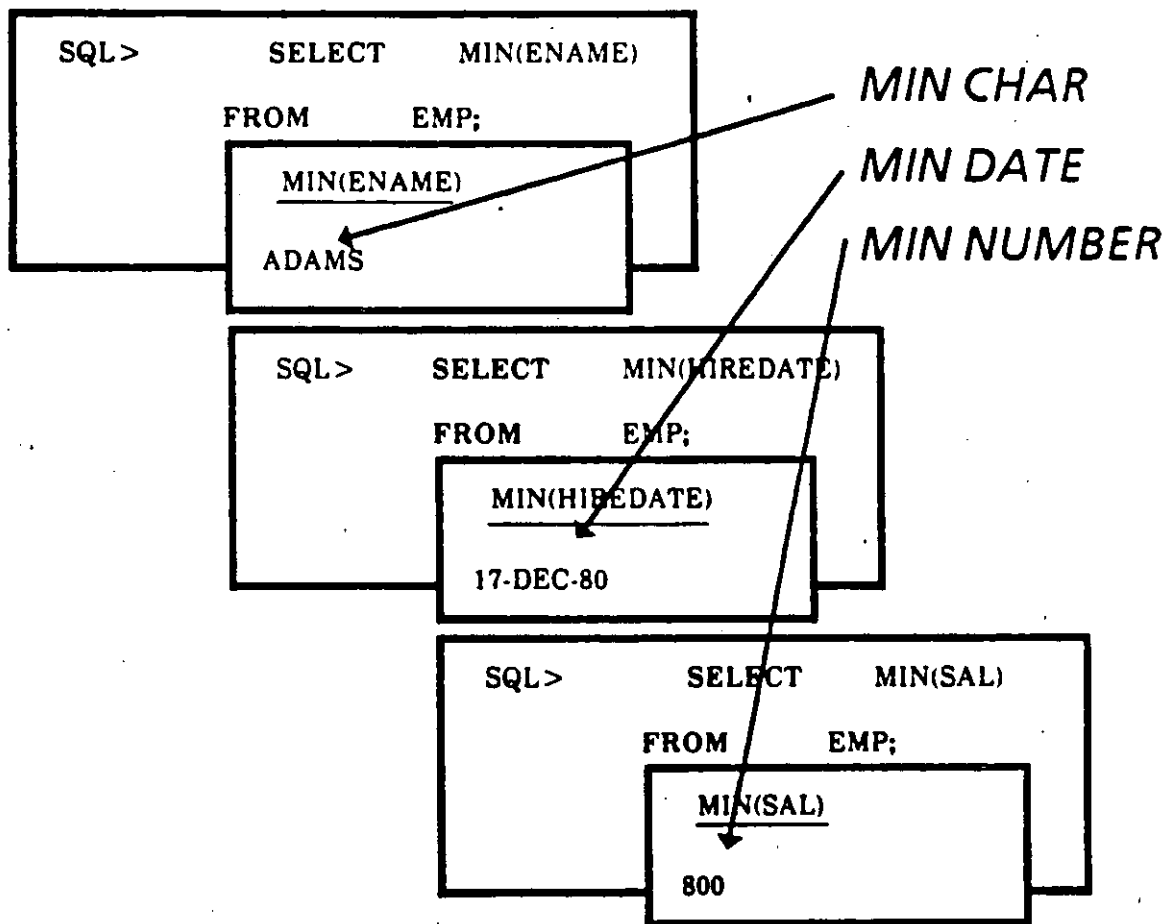 SQL> SELECT MIN(ENAME)
FROM EMP;
MIN(ENAME)
ADAMS
MIN CHAR
MIN DATE
MIN NUMBER
SQL> SELECT MIN(HIREDATE)
FROM EMP;
MIN(HIREDATE)
17-DEC-80
SQL> SELECT MIN(SAL)
FROM EMP;
MIN(SAL)
800